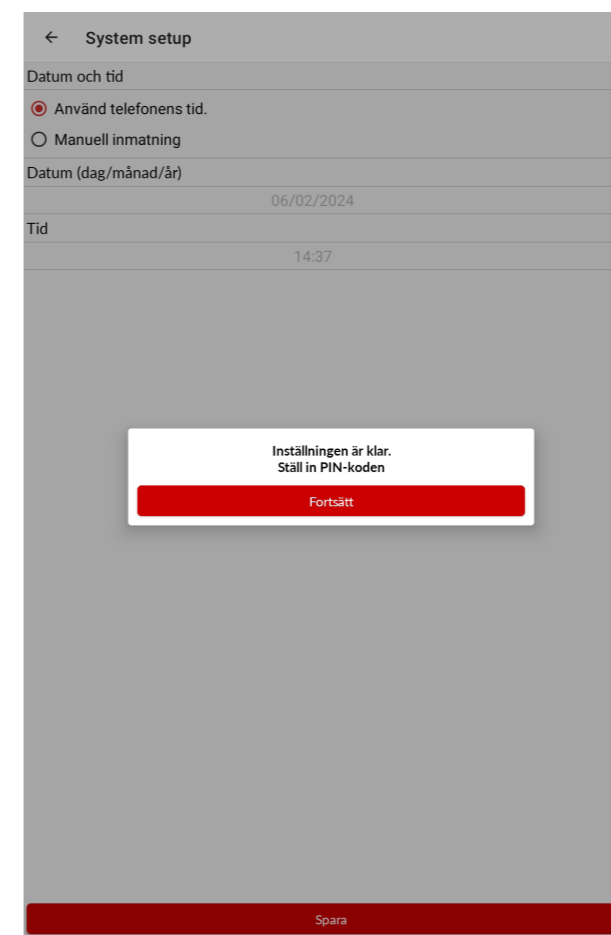 System setup
Datum och tid
Använd telefonens tid.
Manuell inmatning
Datum (dag/månad/år)
06/02/2024
Tid
14:37
Inställningen är klar.
Ställ in PIN-koden
Fortsätt
Spara